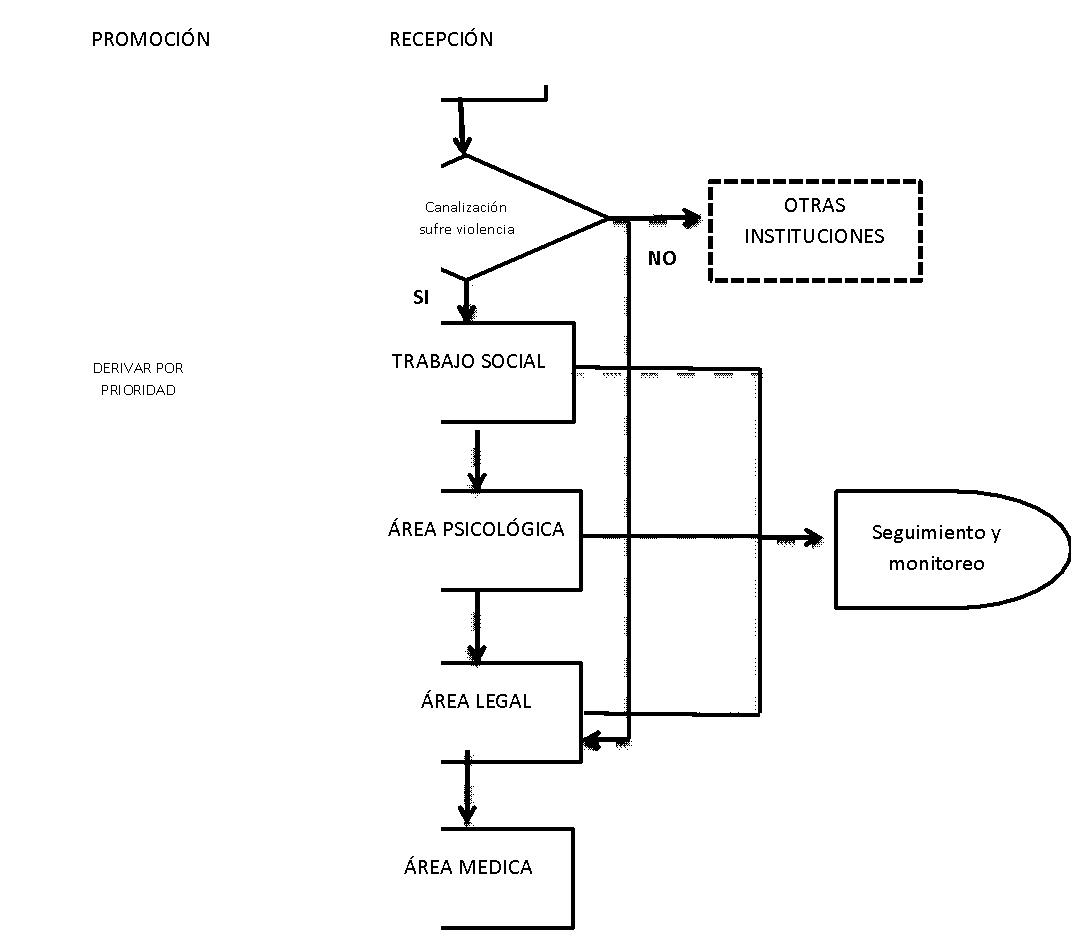 PROMOCIÓN
RECEPCIÓN
Canalización
sufre violencia
OTRAS
INSTITUCIONES
NO
SI
TRABAJO SOCIAL
DERIVAR POR
PRIORIDAD
ÁREA PSICOLÓGICA
Seguimiento y
monitoreo
ÁREA LEGAL
ÁREA MEDICA